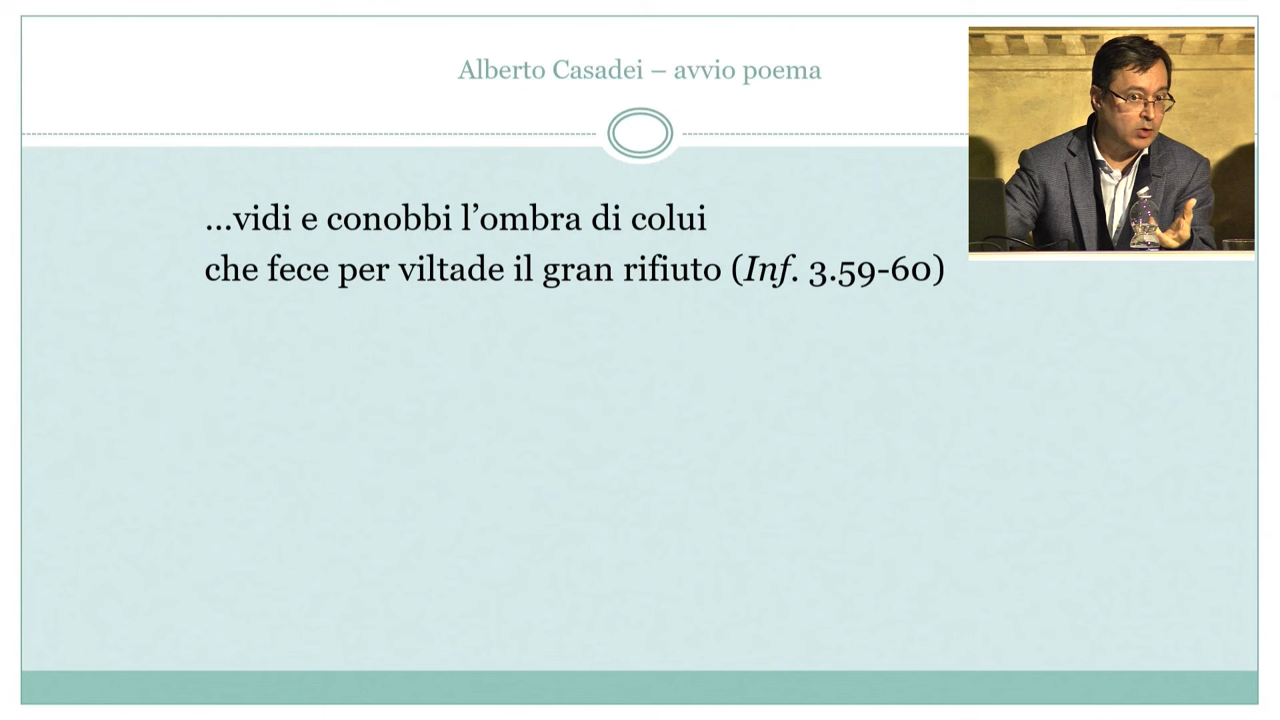 Alberto Casadei – avvio poema
…vidi e conobbi l’ombra di colui
che fece per viltade il gran rifiuto (Inf. 3.59-60)